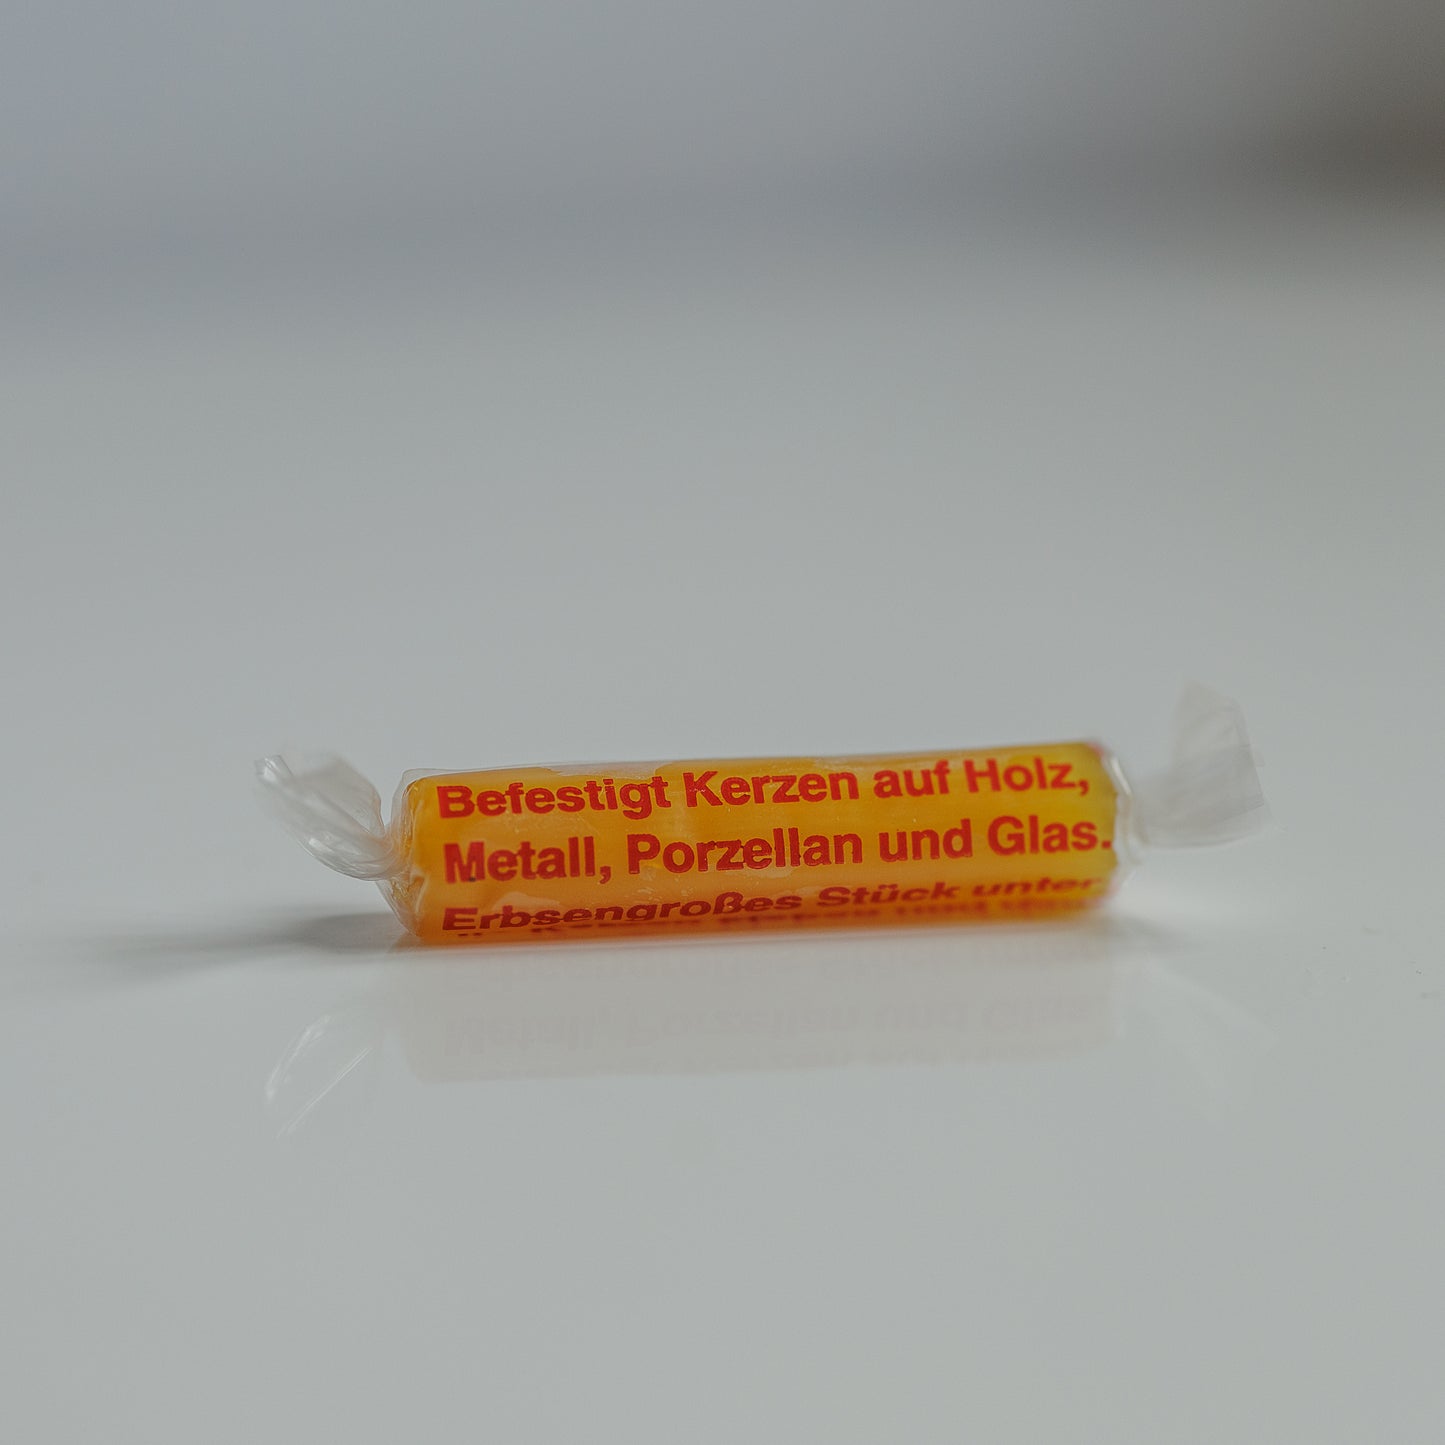 Befestigt Kerzen auf Holz,
Metall, Porzellan und Glas.
Erbsengroßes Stück unter